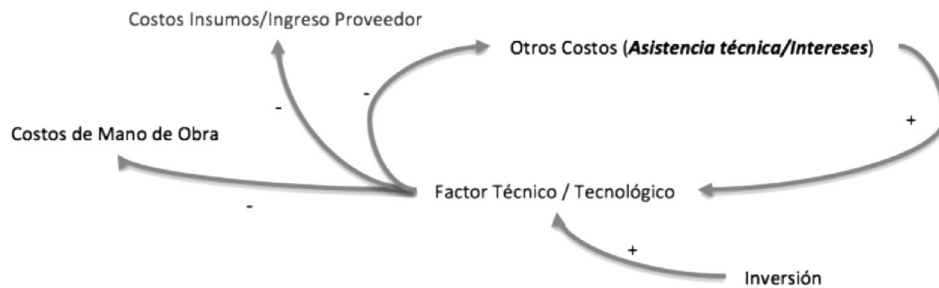 Costos Insumos/Ingreso Proveedor
Otros Costos (Asistencia técnica/Intereses)
-
-
+
Costos de Mano de Obra
Factor Técnico / Tecnológico
-
+
Inversión